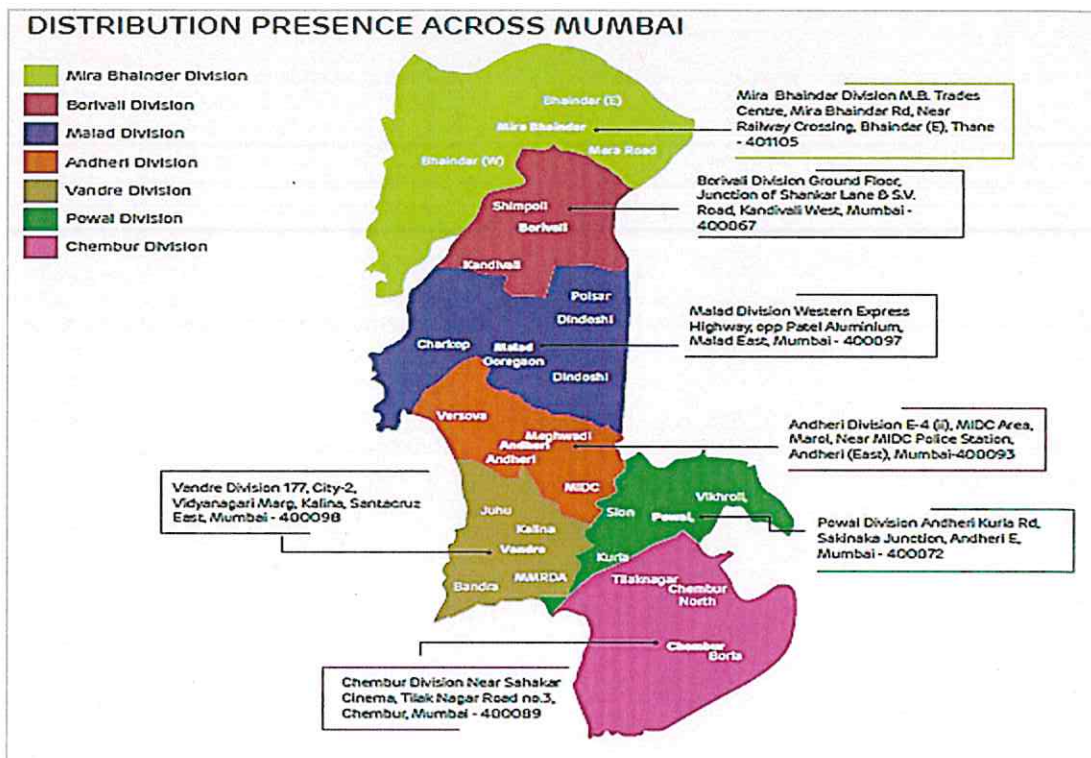 DISTRIBUTION PRESENCE ACROSS MUMBAI
Mira Bhainder Division
Borivali Division
Malad Division
Andheri Division
Vandre Division
Powai Division
Chembur Division
Bhaindar (E)
Mira Bhaindar
Mara Road
Bhaindar (W)
Mira Bhaindar Division M.B. Trades
Centre, Mira Bhaindar Rd, Near
Railway Crossing, Bhaindar (E), Thane
- 401105
Shimpoli
Borivali
Kandivali
Borivali Division Ground Floor,
Junction of Shankar Lane & S.V.
Road, Kandivali West, Mumbai -
400067
Poisar
Dindoshi
Charkop
Malad
Goregaon
Dindoshi
Malad Division Western Express
Highway, opp Patel Aluminium,
Malad East, Mumbai - 400097
Versova
Meghwadi
Andheri
Andheri
MIDC
Andheri Division E-4 (ii), MIDC Area,
Marol, Near MIDC Police Station,
Andheri (East), Mumbai-400093
Vandre Division 177, City-2,
Vidyanagari Marg, Kalina, Santacruz
East, Mumbai - 400098
Juhu
Kalina
Vandre
Bandra
MMRDA
Sion
Vikhroli,
Powai,
Kurla
Powai Division Andheri Kurla Rd,
Sakinaka Junction, Andheri E,
Mumbai - 400072
Tilaknagar
Chembur
North
Chembur
Borla
Chembur Division Near Sahakar
Cinema, Tilak Nagar Road no.3,
Chembur, Mumbai - 400089